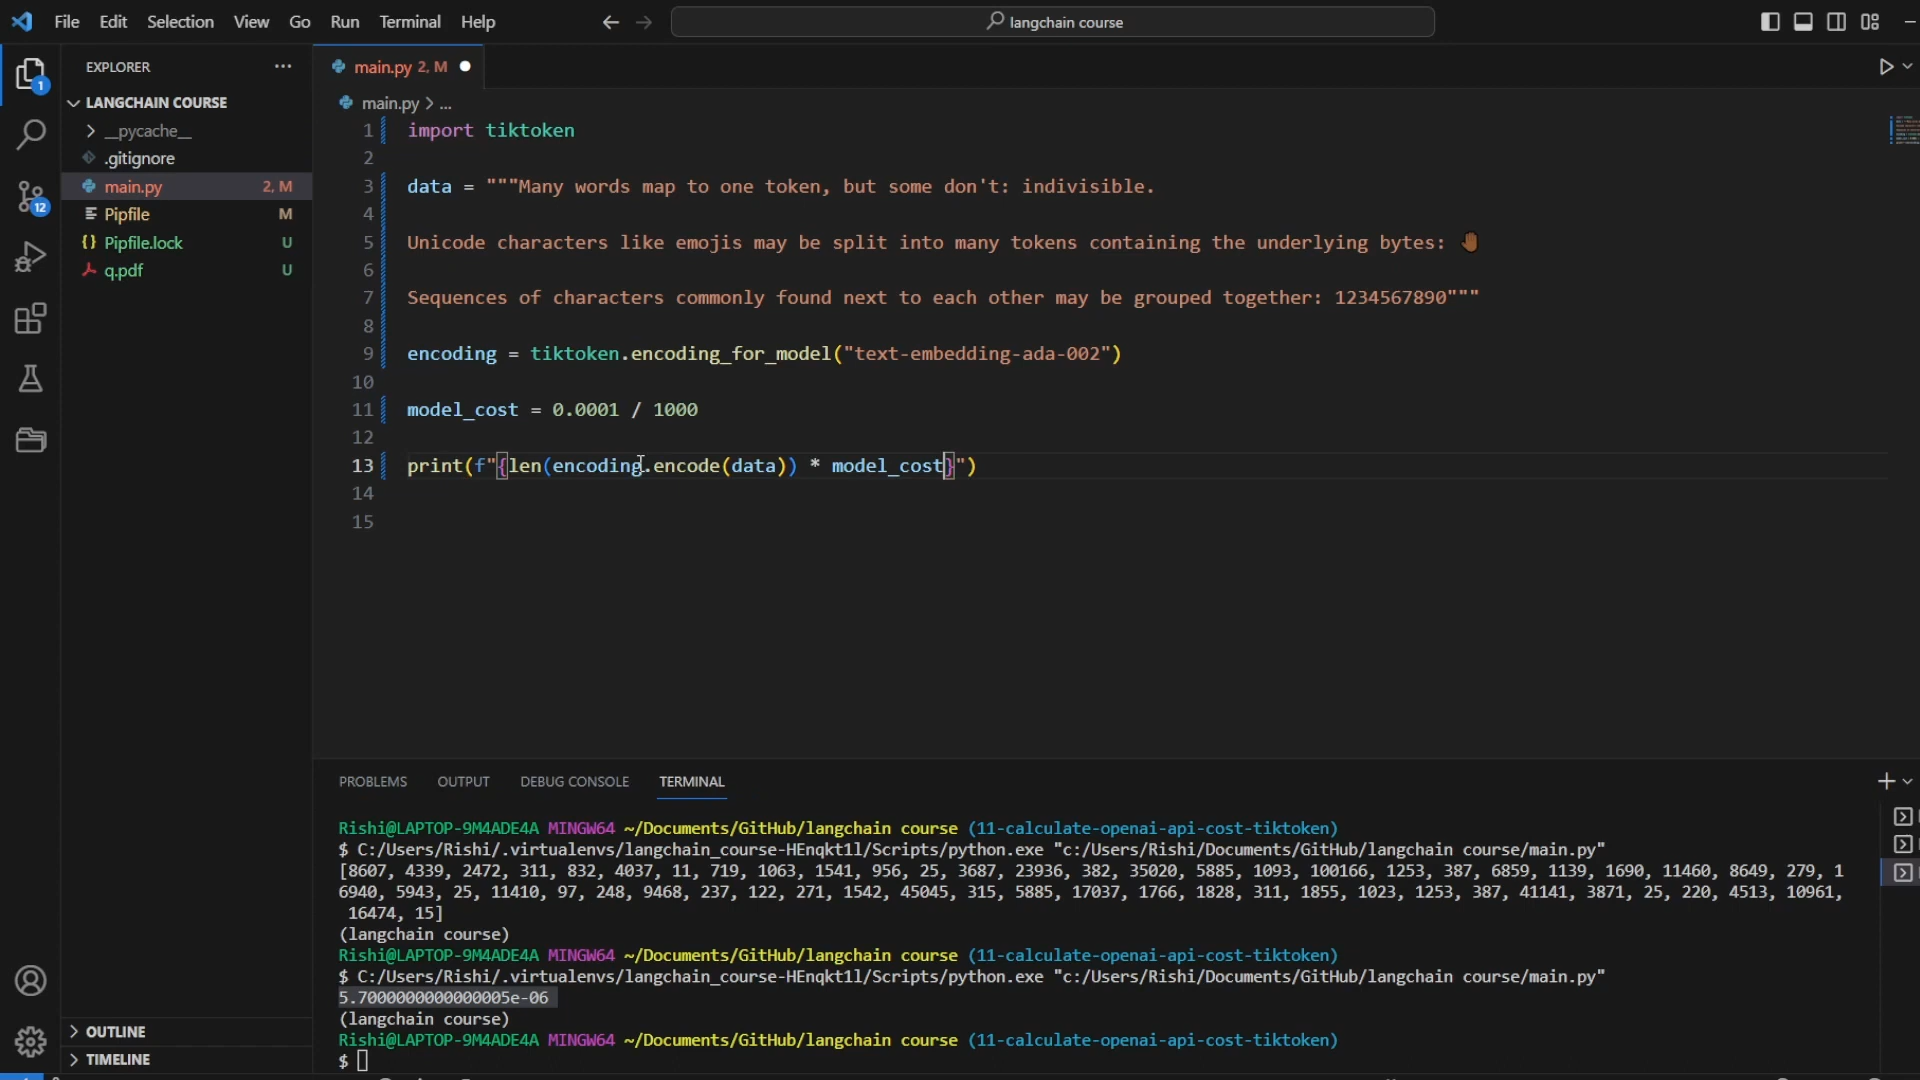 File Edit Selection View Go Run Terminal Help
langchain course
EXPLORER
LANGCHAIN COURSE
__pycache__
.gitignore
main.py 2, M
Pipfile M
Pipfile.lock U
q.pdf U
OUTLINE
TIMELINE
1
12
main.py 2, M
main.py > ...
1 import tiktoken
2
3 data = """Many words map to one token, but some don't: indivisible.
4
5 Unicode characters like emojis may be split into many tokens containing the underlying bytes: 🤚🏾
6
7 Sequences of characters commonly found next to each other may be grouped together: 1234567890"""
8
9 encoding = tiktoken.encoding_for_model("text-embedding-ada-002")
10
11 model_cost = 0.0001 / 1000
12
13 print(f"{len(encoding.encode(data)) * model_cost}")
14
15
PROBLEMS OUTPUT DEBUG CONSOLE TERMINAL
Rishi@LAPTOP-9M4ADE4A MINGW64 ~/Documents/GitHub/langchain course (11-calculate-openai-api-cost-tiktoken)
$ C:/Users/Rishi/.virtualenvs/langchain_course-HEnqkt1l/Scripts/python.exe "c:/Users/Rishi/Documents/GitHub/langchain course/main.py"
[8607, 4339, 2472, 311, 832, 4037, 11, 719, 1063, 1541, 956, 25, 3687, 23936, 382, 35020, 5885, 1093, 100166, 1253, 387, 6859, 1139, 1690, 11460, 8649, 279, 1
6940, 5943, 25, 11410, 97, 248, 9468, 237, 122, 271, 1542, 45045, 315, 5885, 17037, 1766, 1828, 311, 1855, 1023, 1253, 387, 41141, 3871, 25, 220, 4513, 10961,
16474, 15]
(langchain course)
Rishi@LAPTOP-9M4ADE4A MINGW64 ~/Documents/GitHub/langchain course (11-calculate-openai-api-cost-tiktoken)
$ C:/Users/Rishi/.virtualenvs/langchain_course-HEnqkt1l/Scripts/python.exe "c:/Users/Rishi/Documents/GitHub/langchain course/main.py"
5.7000000000000005e-06
(langchain course)
Rishi@LAPTOP-9M4ADE4A MINGW64 ~/Documents/GitHub/langchain course (11-calculate-openai-api-cost-tiktoken)
$